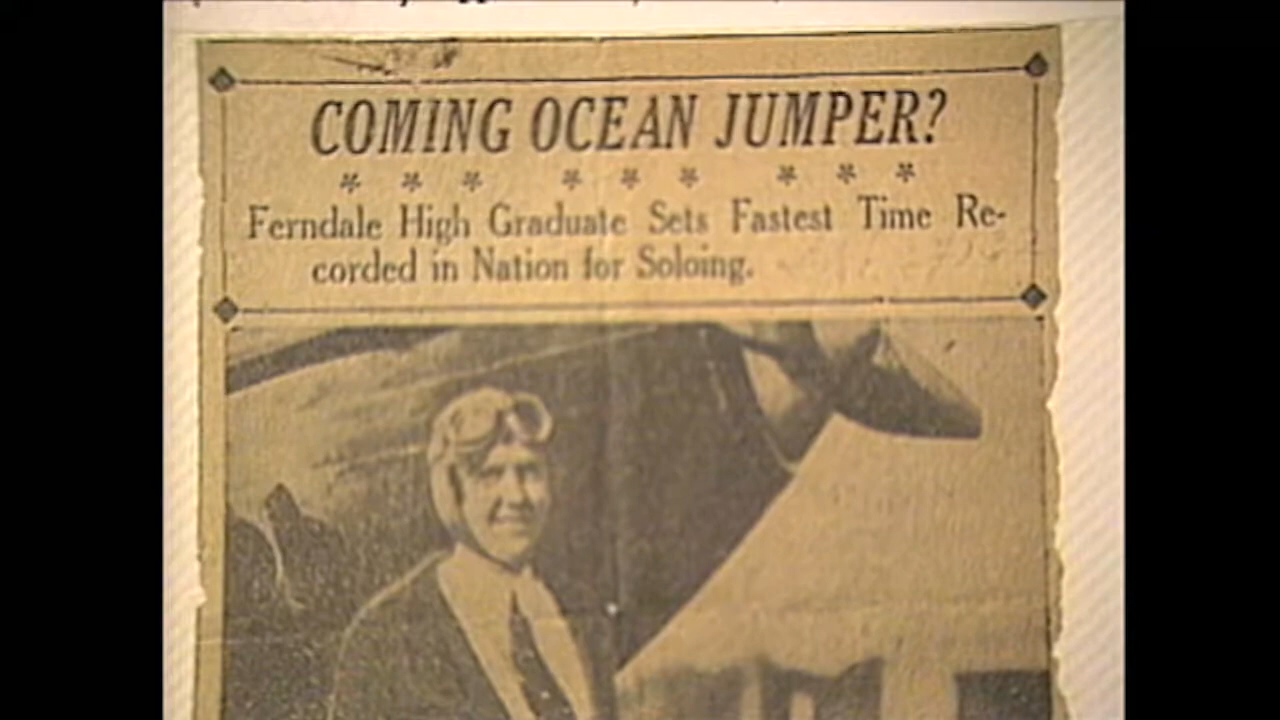 COMING OCEAN JUMPER?
* * * * * * * * *
Ferndale High Graduate Sets Fastest Time Re-
corded in Nation for Soloing.